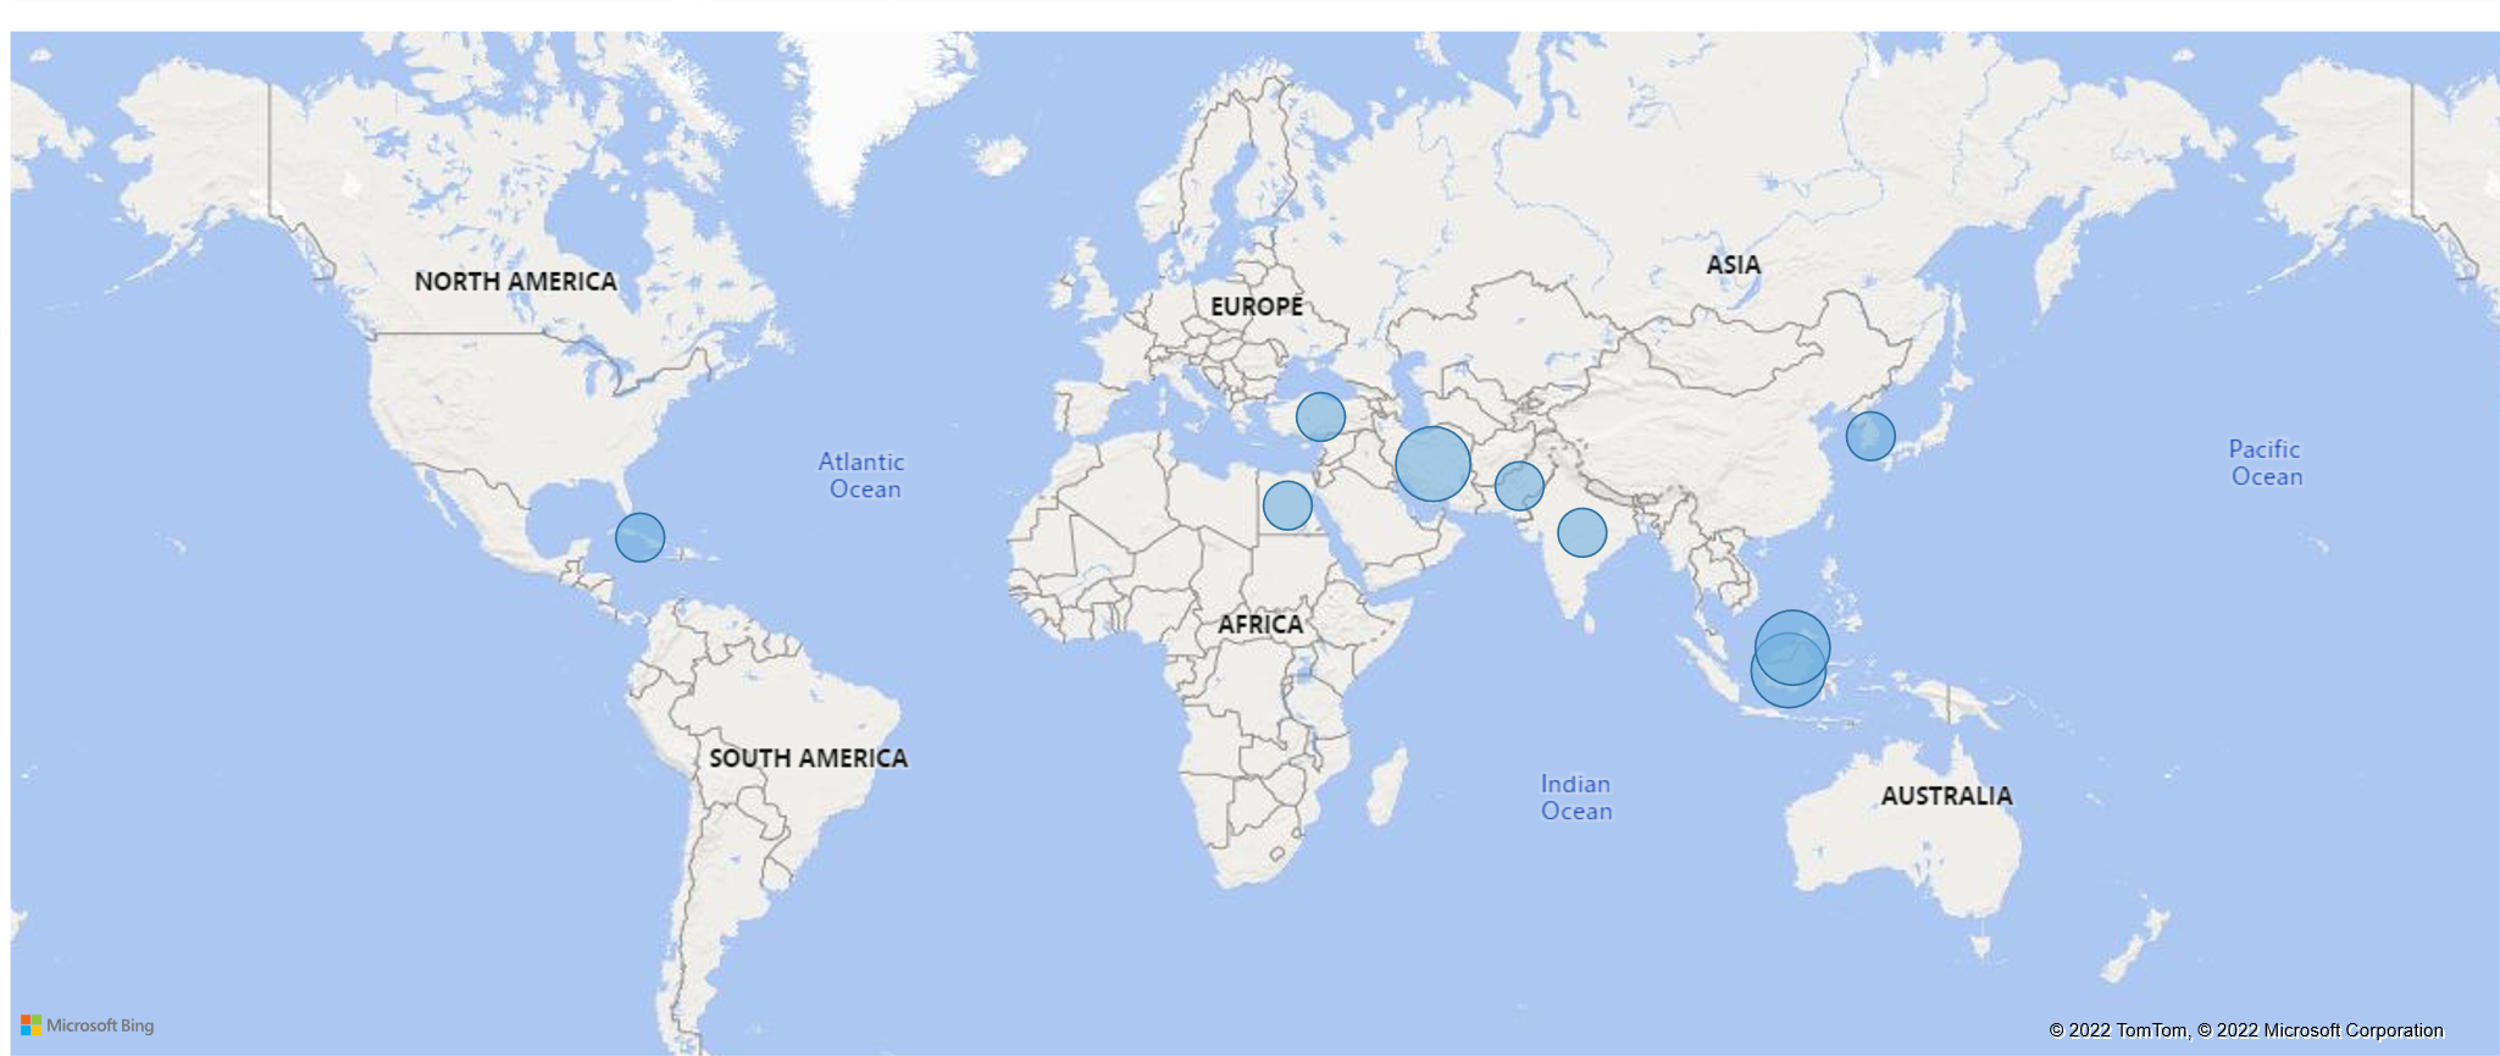 ASIA
NORTH AMERICA
EUROPE
Atlantic
Ocean
Pacific
Ocean
AFRICA
SOUTH AMERICA
Indian
Ocean
AUSTRALIA
Microsoft Bing
© 2022 TomTom, © 2022 Microsoft Corporation